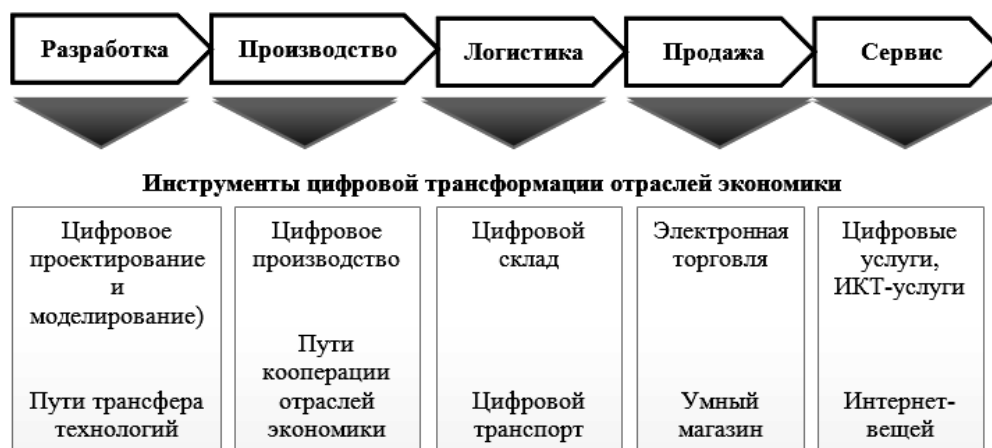 Разработка
Производство
Логистика
Продажа
Сервис
Инструменты цифровой трансформации отраслей экономики
Цифровое
проектирование
и
моделирование)
Пути трансфера
технологий
Цифровое
производство
Пути
кооперации
отраслей
экономики
Цифровой
склад
Цифровой
транспорт
Электронная
торговля
Умный
магазин
Цифровые
услуги,
ИКТ-услуги
Интернет-
вещей